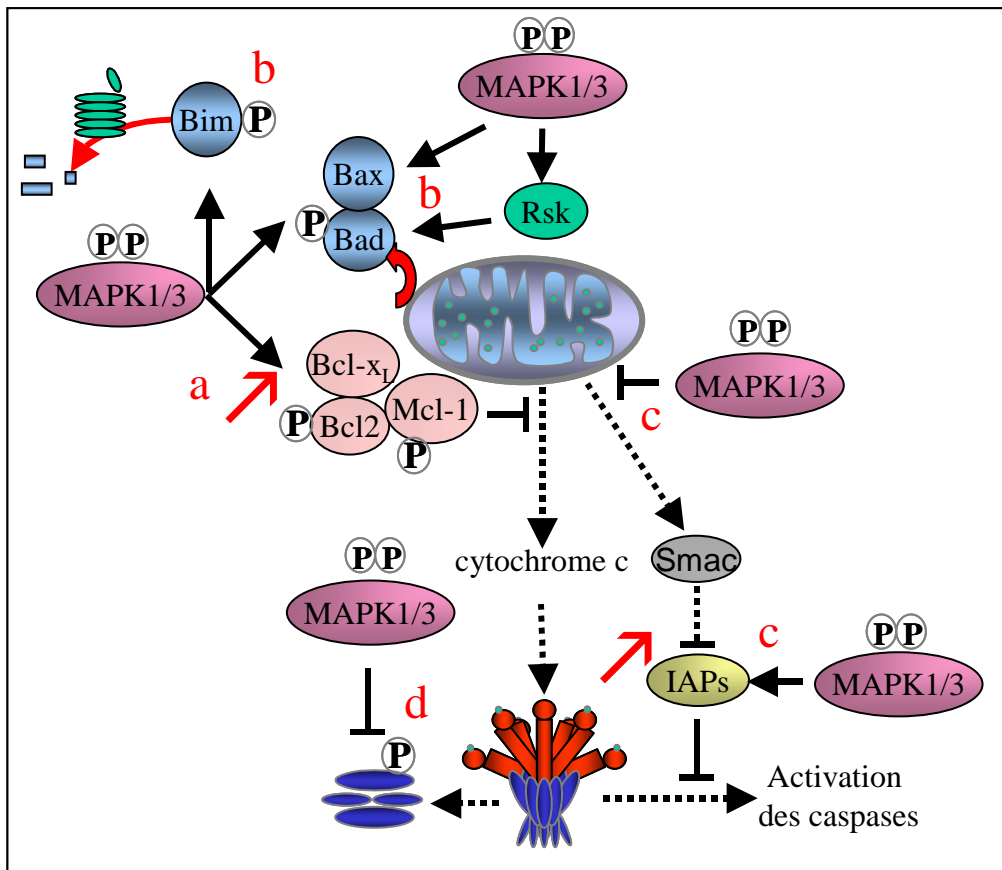 P P
MAPK1/3
b
Bim P
Bax
b
Rsk
P Bad
P P
MAPK1/3
P P
MAPK1/3
a
Bcl-xL
Mcl-1
P Bcl2
P
c
P P
MAPK1/3
cytochrome c
Smac
c
P P
IAPs
MAPK1/3
d
P
Activation
des caspases